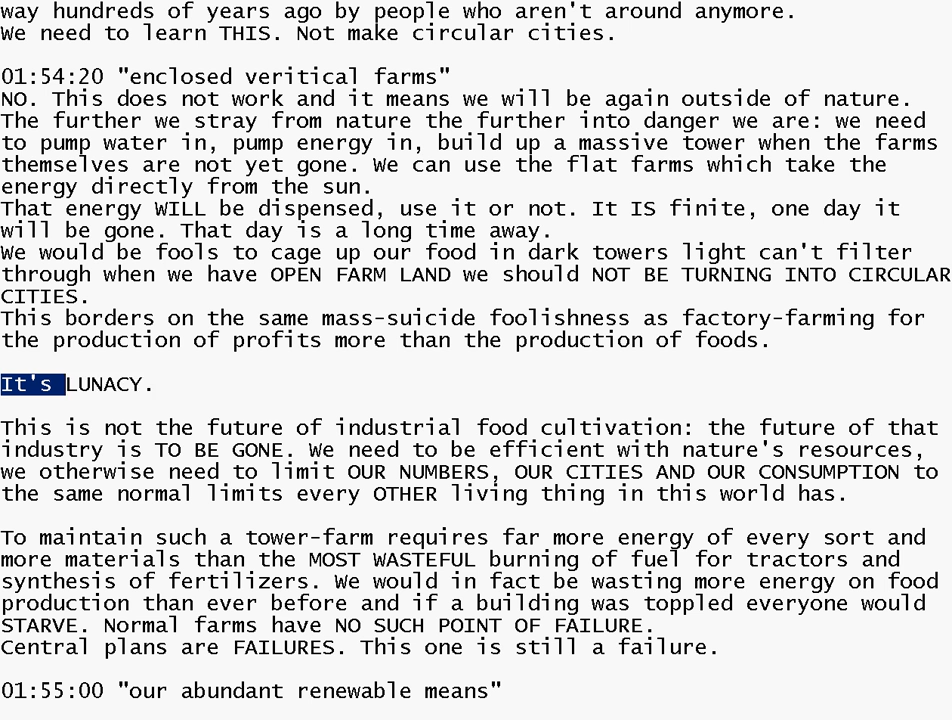 way hundreds of years ago by people who aren't around anymore.
We need to learn THIS. Not make circular cities.
01:54:20 "enclosed veritical farms"
NO. This does not work and it means we will be again outside of nature.
The further we stray from nature the further into danger we are: we need
to pump water in, pump energy in, build up a massive tower when the farms
themselves are not yet gone. We can use the flat farms which take the
energy directly from the sun.
That energy WILL be dispensed, use it or not. It IS finite, one day it
will be gone. That day is a long time away.
We would be fools to cage up our food in dark towers light can't filter
through when we have OPEN FARM LAND we should NOT BE TURNING INTO CIRCULAR
CITIES.
This borders on the same mass-suicide foolishness as factory-farming for
the production of profits more than the production of foods.
It's LUNACY.
This is not the future of industrial food cultivation: the future of that
industry is TO BE GONE. We need to be efficient with nature's resources,
we otherwise need to limit OUR NUMBERS, OUR CITIES AND OUR CONSUMPTION to
the same normal limits every OTHER living thing in this world has.
To maintain such a tower-farm requires far more energy of every sort and
more materials than the MOST WASTEFUL burning of fuel for tractors and
synthesis of fertilizers. We would in fact be wasting more energy on food
production than ever before and if a building was toppled everyone would
STARVE. Normal farms have NO SUCH POINT OF FAILURE.
Central plans are FAILURES. This one is still a failure.
01:55:00 "our abundant renewable means"